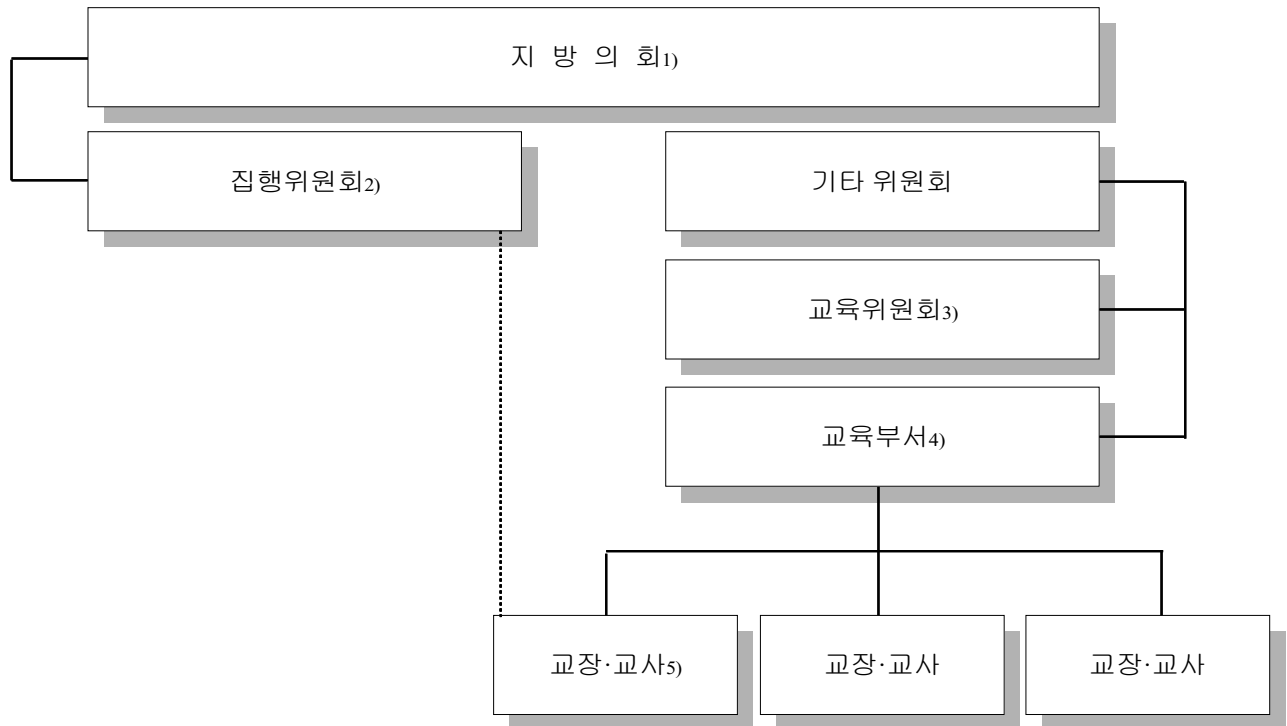 지 방 의 회1)
집행위원회2)
기타 위원회
교육위원회3)
교육부서4)
교장·교사5)
교장·교사
교장·교사